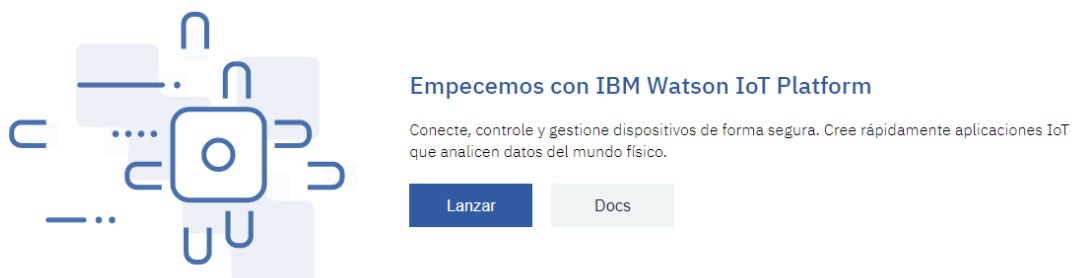 Empecemos con IBM Watson IoT Platform
Conecte, controle y gestione dispositivos de forma segura. Cree rápidamente aplicaciones IoT
que analicen datos del mundo físico.
Lanzar
Docs